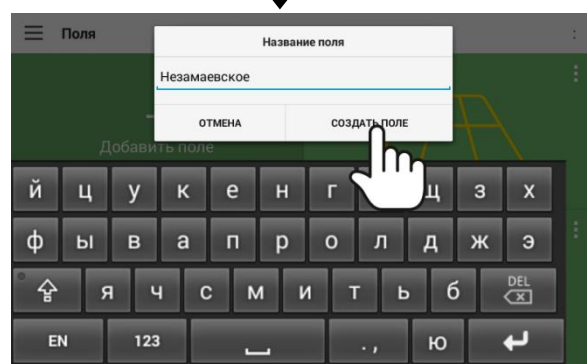 Поля
Название поля
Незамаевское
ОТМЕНА
СОЗДАТЬ ПОЛЕ
Добавить поле
й ц у к е н г щ з х
ф ы в а п р о л д ж э
я ч с м и т ь б DEL
EN 123 . , ю